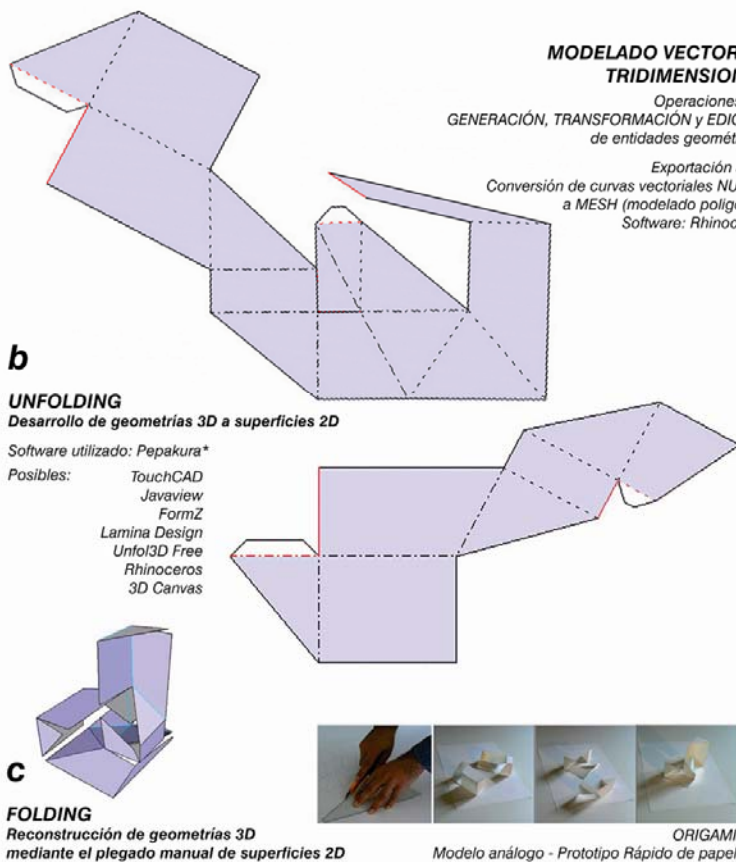 MODELADO VECTOR
TRIDIMENSION
Operaciones
GENERACIÓN, TRANSFORMACIÓN y EDIC
de entidades geomét
Exportación
Conversión de curvas vectoriales NU
a MESH (modelado polig
Software: Rhinoc
b
UNFOLDING
Desarrollo de geometrías 3D a superficies 2D
Software utilizado: Pepakura*
Posibles: TouchCAD
Javaview
FormZ
Lamina Design
Unfol3D Free
Rhinoceros
3D Canvas
c
FOLDING
Reconstrucción de geometrías 3D
mediante el plegado manual de superficies 2D
ORIGAMI
Modelo análogo - Prototipo Rápido de papel